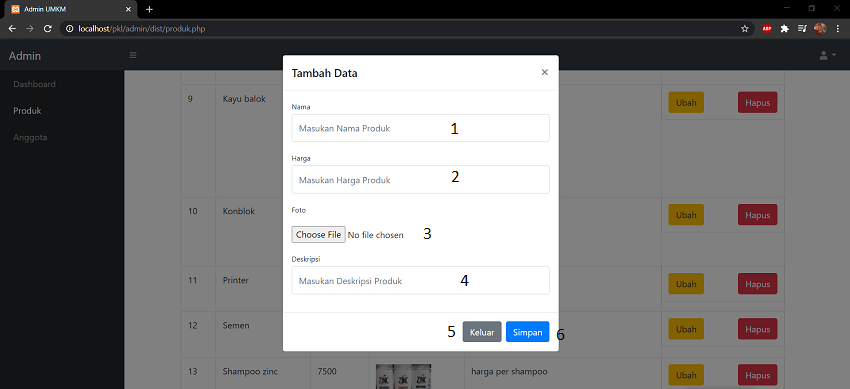 Admin UMKM
localhost/pkl/admin/dist/produk.php
ABP
Admin
Dashboard
Produk
Anggota
Tambah Data
×
Nama
Masukan Nama Produk 1
Harga
Masukan Harga Produk 2
Foto
Choose File No file chosen 3
Deskripsi
Masukan Deskripsi Produk 4
5 Keluar Simpan 6
9 Kayu balok Ubah Hapus
10 Konblok Ubah Hapus
11 Printer Ubah Hapus
12 Semen Ubah Hapus
13 Shampoo zinc 7500 harga per shampoo Ubah Hapus